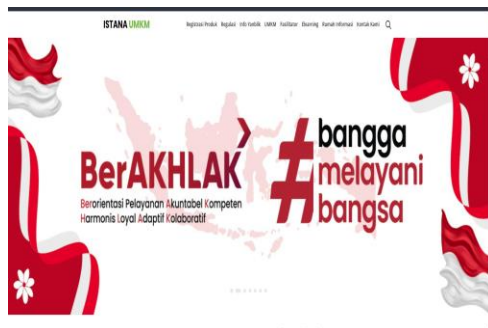 ISTANA UMKM
Registrasi Produk Regulasi Info Publik UMKM Fasilitator Elearning Rumah Informasi Kontak Kami
BerAKHLAK
Berorientasi Pelayanan Akuntabel Kompeten
Harmonis Loyal Adaptif Kolaboratif
#bangga
melayani
bangsa